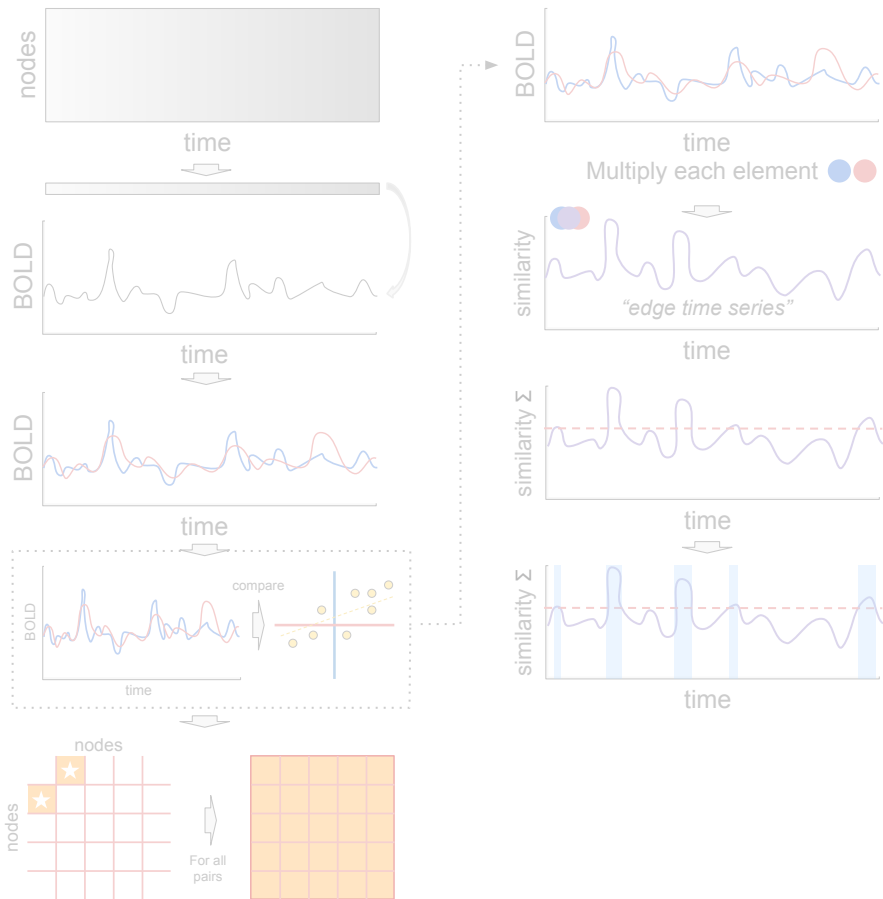 nodes
time
BOLD
time
BOLD
time
BOLD
time
compare
nodes
nodes
For all
pairs
BOLD
time
Multiply each element
similarity
“edge time series”
time
similarity Σ
time
similarity Σ
time